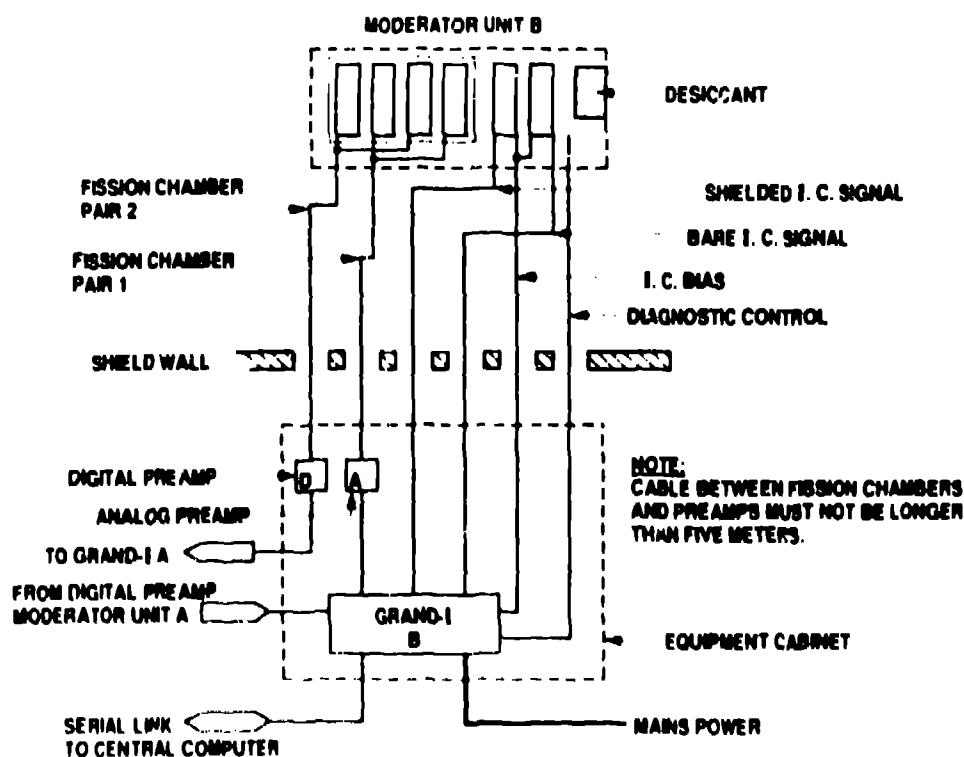 MODERATOR UNIT B
DESICCANT
FISSION CHAMBER
PAIR 2
SHIELDED I. C. SIGNAL
BARE I. C. SIGNAL
FISSION CHAMBER
PAIR 1
I. C. BIAS
DIAGNOSTIC CONTROL
SHIELD WALL
DIGITAL PREAMP
D
A
NOTE:
CABLE BETWEEN FISSION CHAMBERS
AND PREAMPS MUST NOT BE LONGER
THAN FIVE METERS.
ANALOG PREAMP
TO GRAND-I A
FROM DIGITAL PREAMP
MODERATOR UNIT A
GRAND-I
B
EQUIPMENT CABINET
SERIAL LINK
TO CENTRAL COMPUTER
MAINS POWER